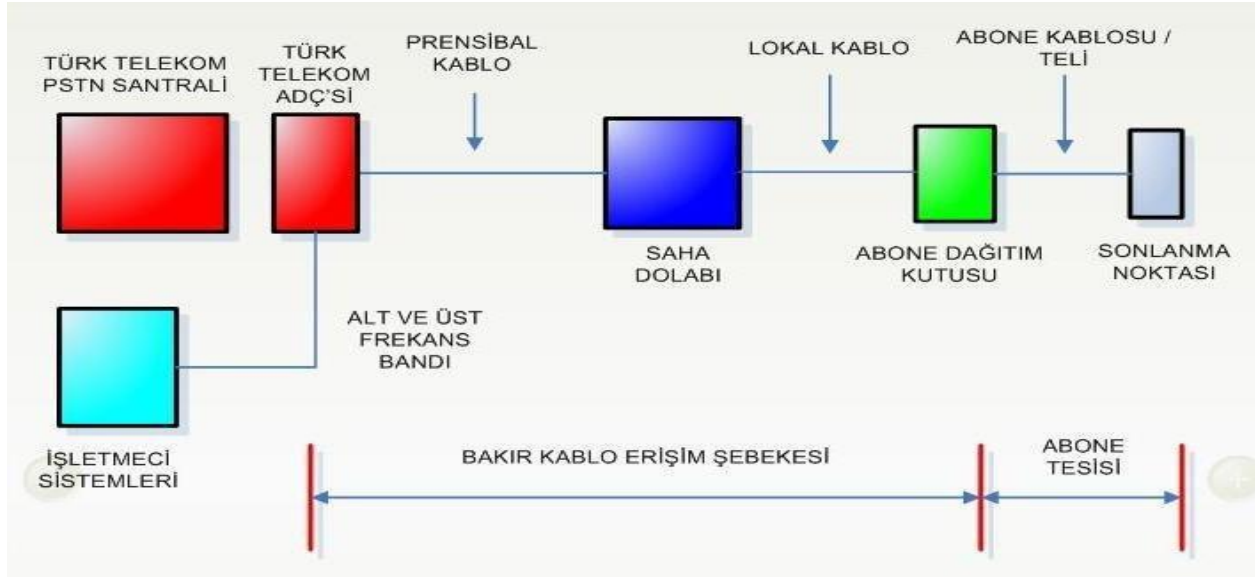 TÜRK TELEKOM
PSTN SANTRALİ
TÜRK
TELEKOM
ADÇ'Sİ
PRENSİBAL
KABLO
LOKAL KABLO
ABONE KABLOSU /
TELİ
SAHA
DOLABI
ABONE DAĞITIM
KUTUSU
SONLANMA
NOKTASI
ALT VE ÜST
FREKANS
BANDI
İŞLETMECİ
SİSTEMLERİ
BAKIR KABLO ERİŞİM ŞEBEKESİ
ABONE
TESİSİ